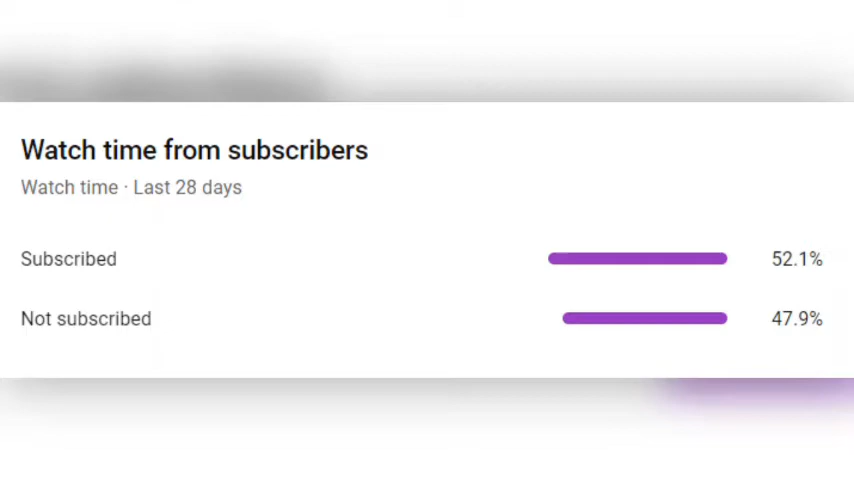 Watch time from subscribers
Watch time · Last 28 days
Subscribed 52.1%
Not subscribed 47.9%